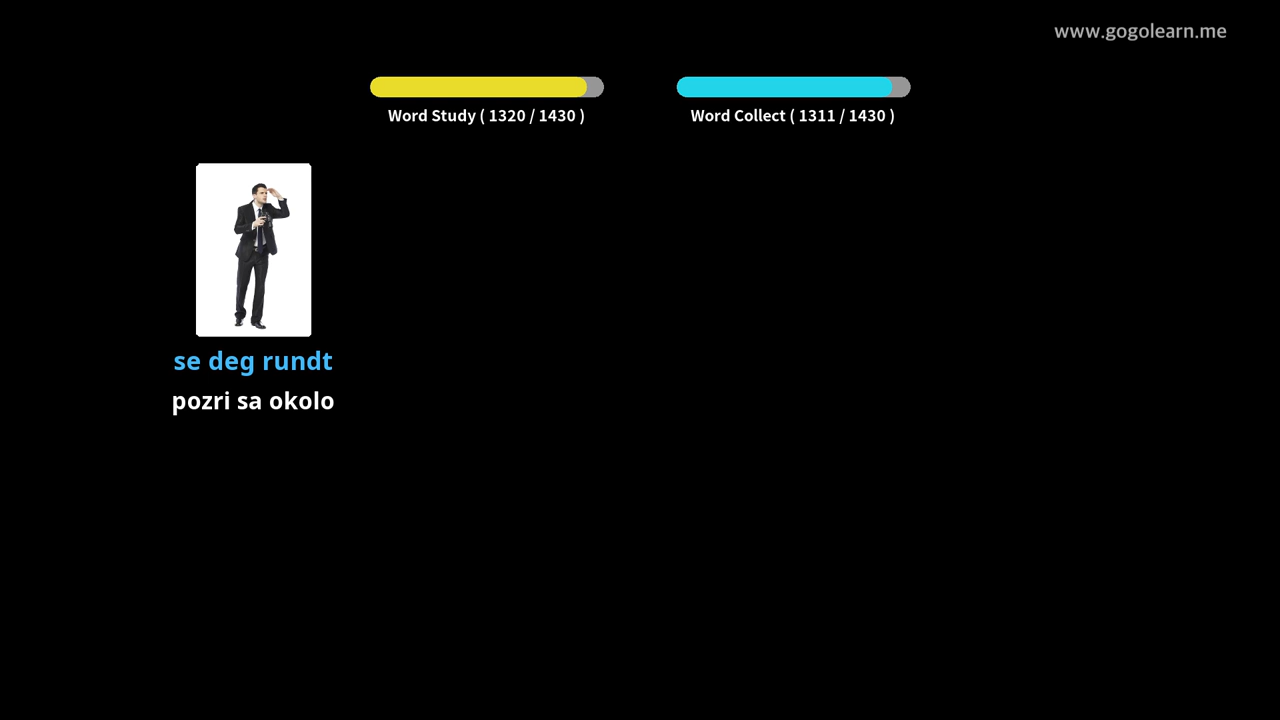 www.gogolearn.me
Word Study ( 1320 / 1430 )
Word Collect ( 1311 / 1430 )
se deg rundt
pozri sa okolo